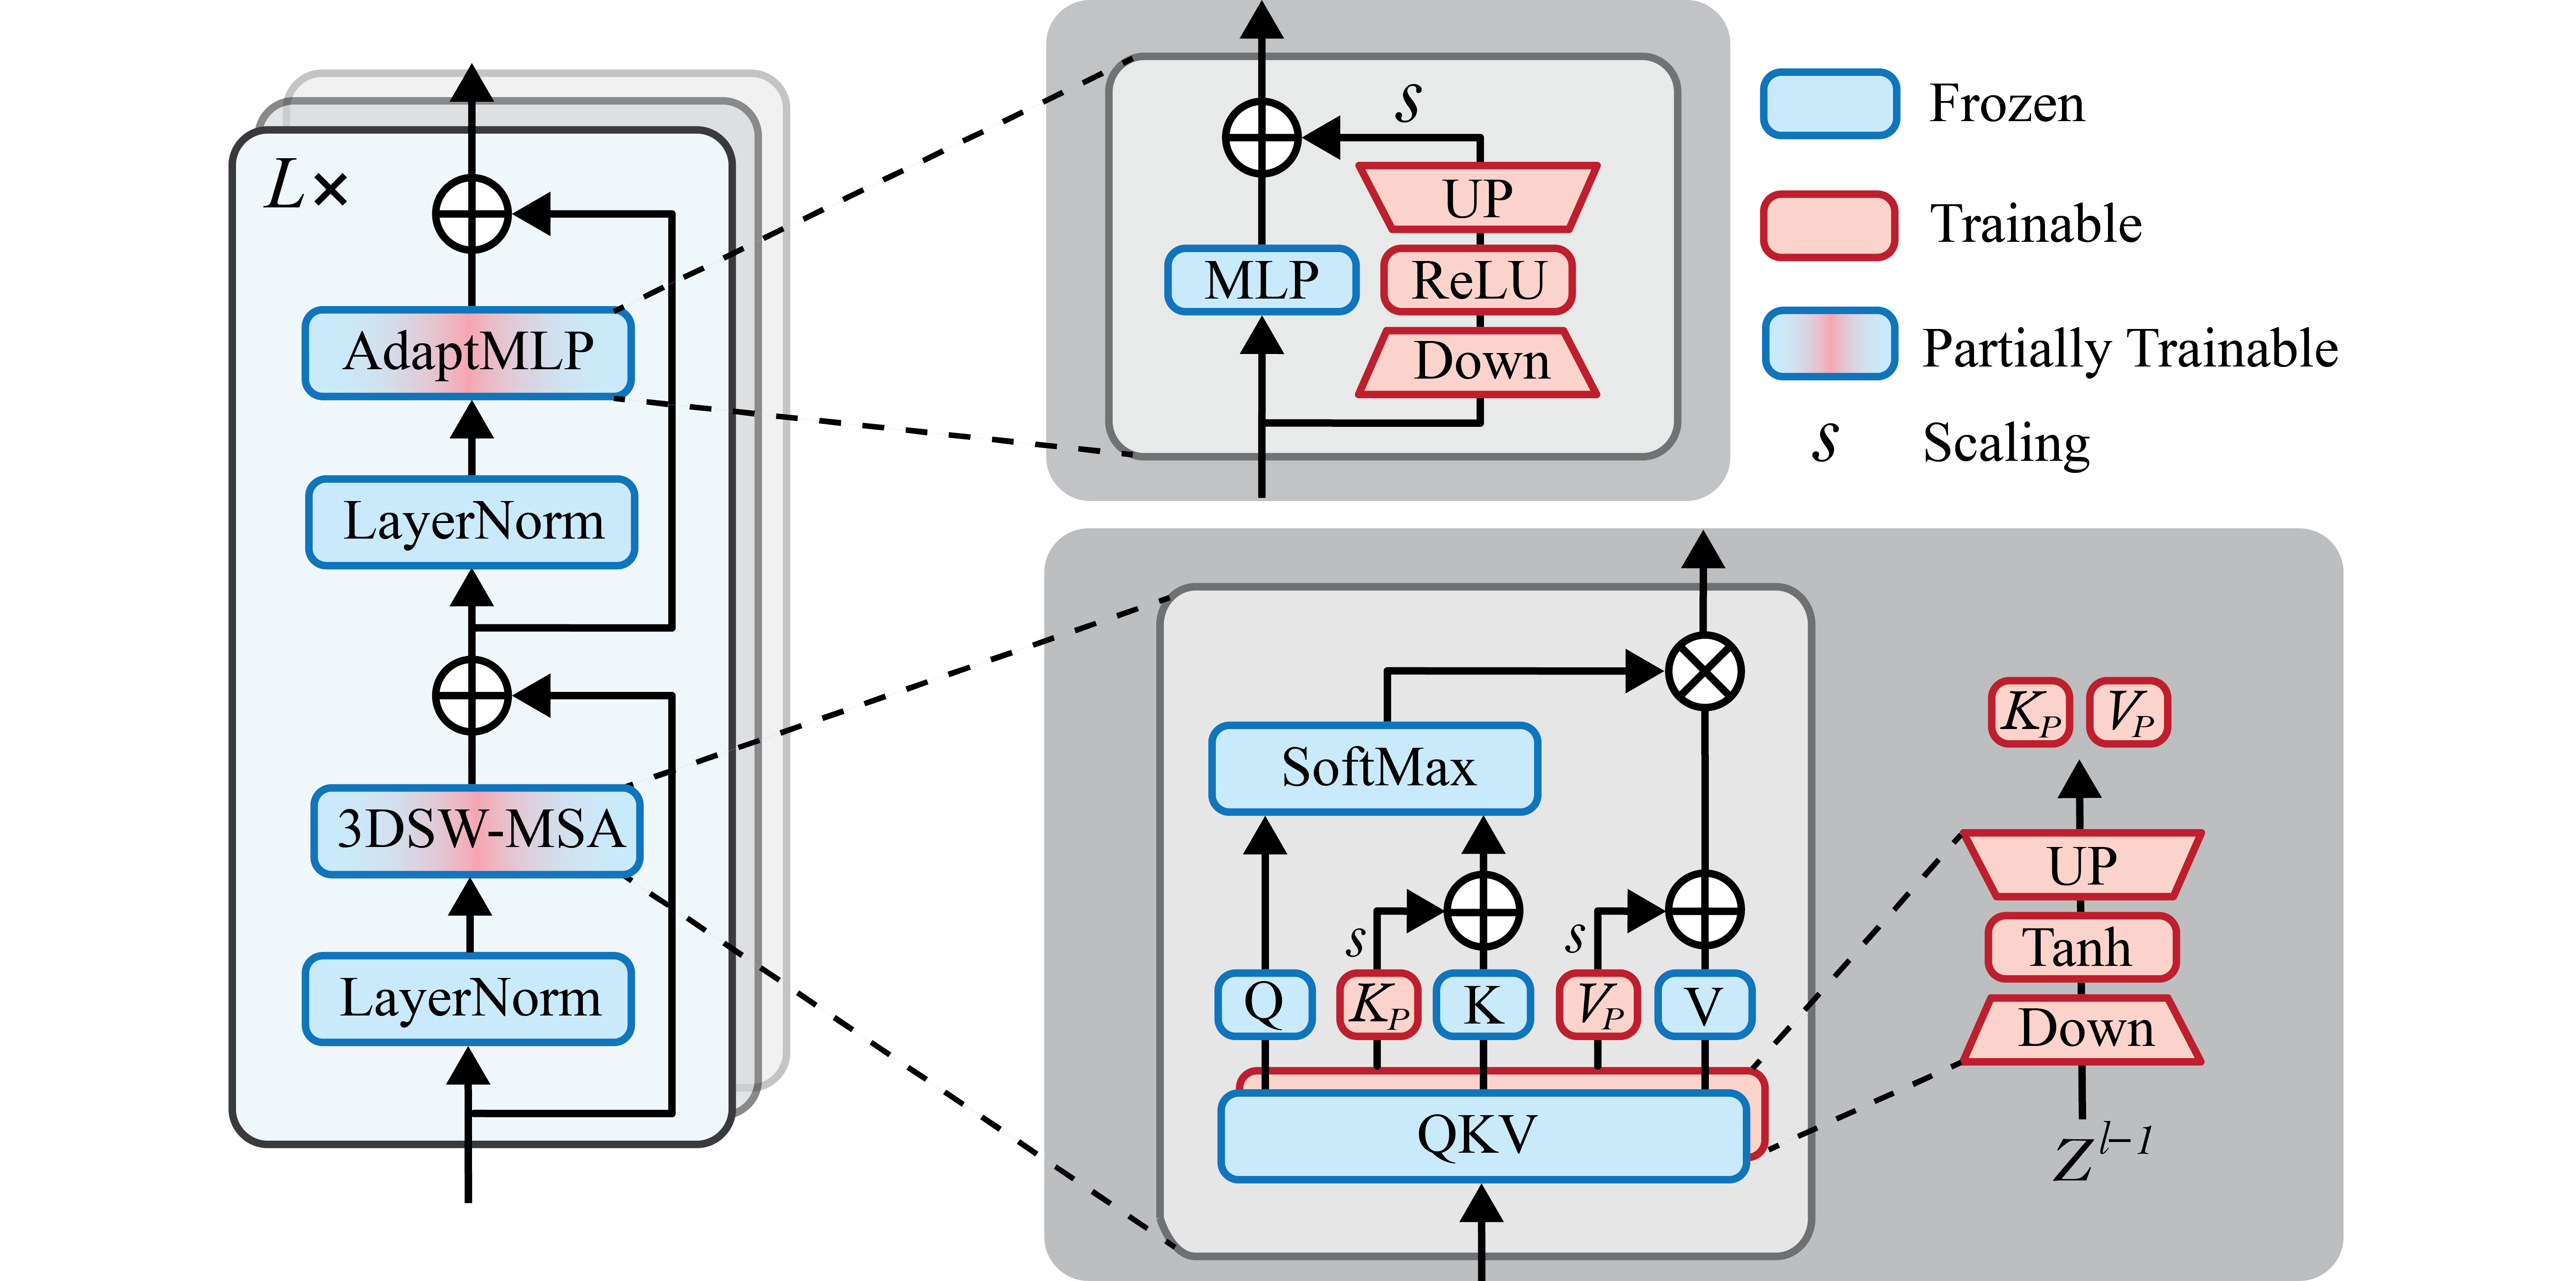 L×
AdaptMLP
LayerNorm
3DSW-MSA
LayerNorm
s
UP
MLP
ReLU
Down
Frozen
Trainable
Partially Trainable
s Scaling
SoftMax
s
s
Q
K_P
K
V_P
V
QKV
K_P
V_P
UP
Tanh
Down
Z^{l-1}